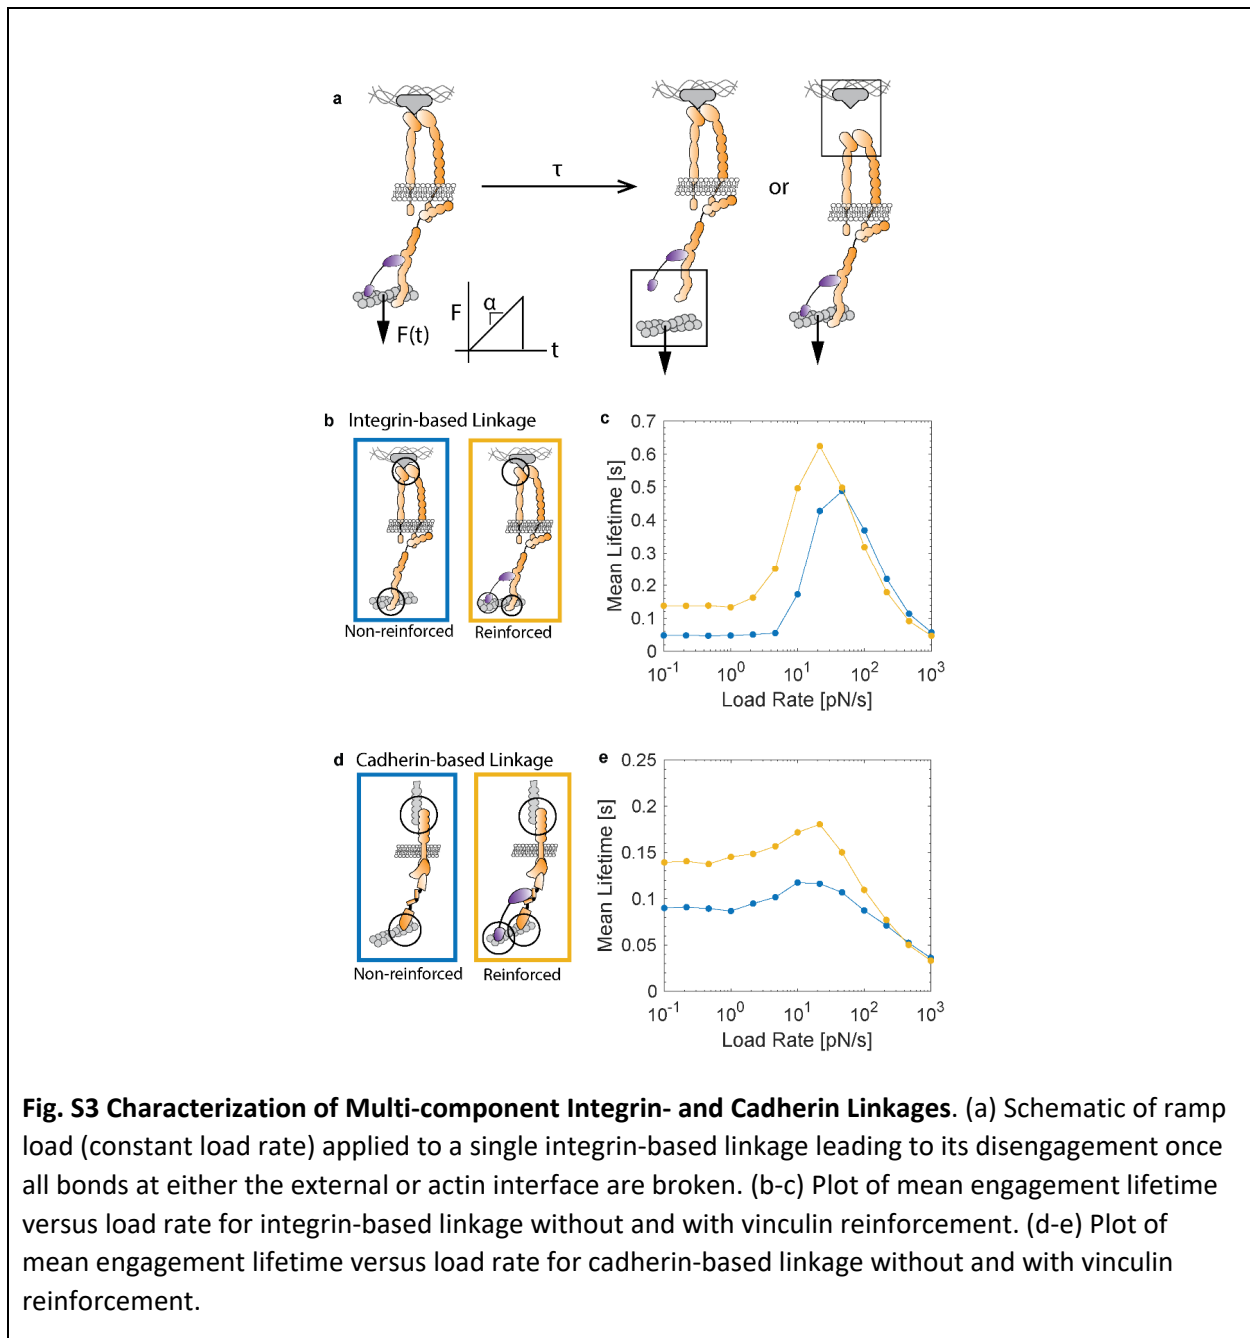 a
τ
or
F(t)
F
α
t
b Integrin-based Linkage
Non-reinforced
Reinforced
c
Mean Lifetime [s]
0.7
0.6
0.5
0.4
0.3
0.2
0.1
0
10⁻¹ 10⁰ 10¹ 10² 10³
Load Rate [pN/s]
d Cadherin-based Linkage
Non-reinforced
Reinforced
e
Mean Lifetime [s]
0.25
0.2
0.15
0.1
0.05
0
10⁻¹ 10⁰ 10¹ 10² 10³
Load Rate [pN/s]
Fig. S3 Characterization of Multi-component Integrin- and Cadherin Linkages. (a) Schematic of ramp
load (constant load rate) applied to a single integrin-based linkage leading to its disengagement once
all bonds at either the external or actin interface are broken. (b-c) Plot of mean engagement lifetime
versus load rate for integrin-based linkage without and with vinculin reinforcement. (d-e) Plot of
mean engagement lifetime versus load rate for cadherin-based linkage without and with vinculin
reinforcement.